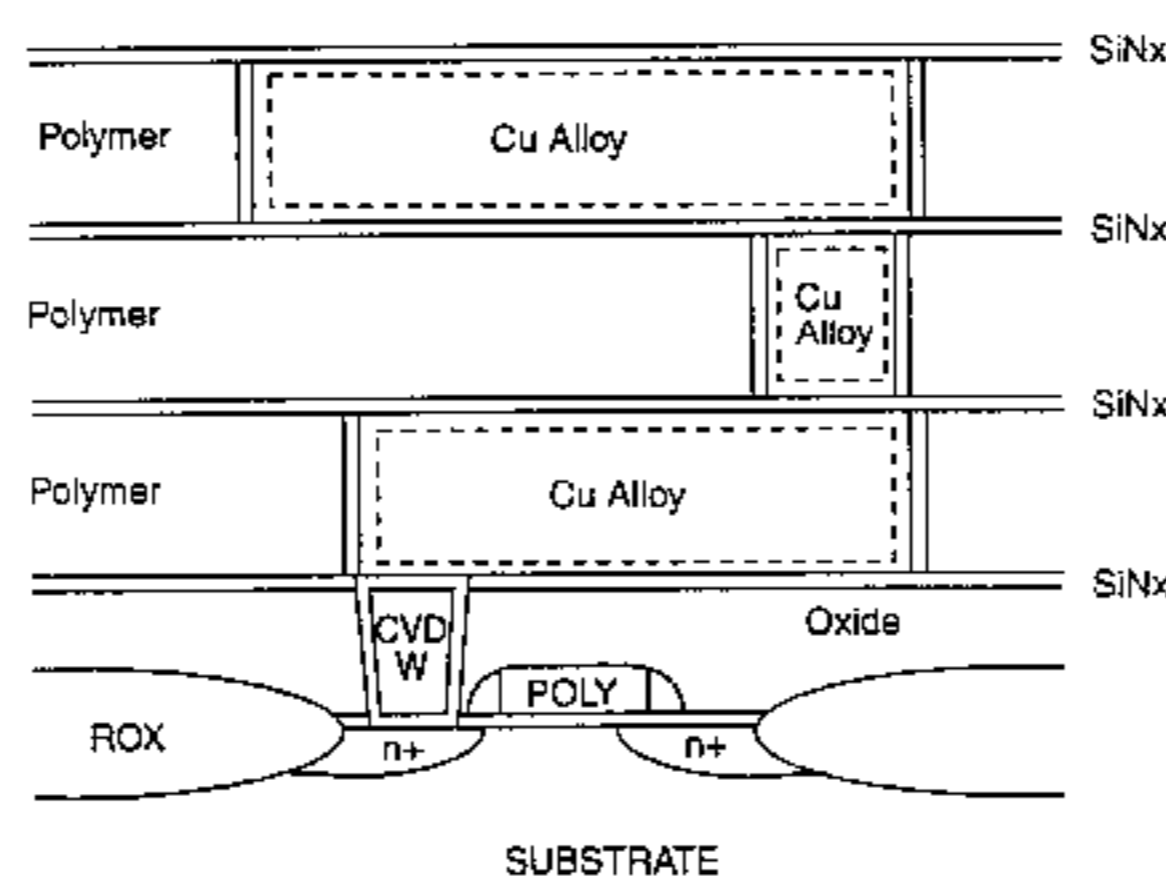 SiNx
Polymer
Cu Alloy
SiNx
Polymer
Cu
Alloy
SiNx
Polymer
Cu Alloy
SiNx
CVD
W
Oxide
POLY
ROX
n+
n+
SUBSTRATE